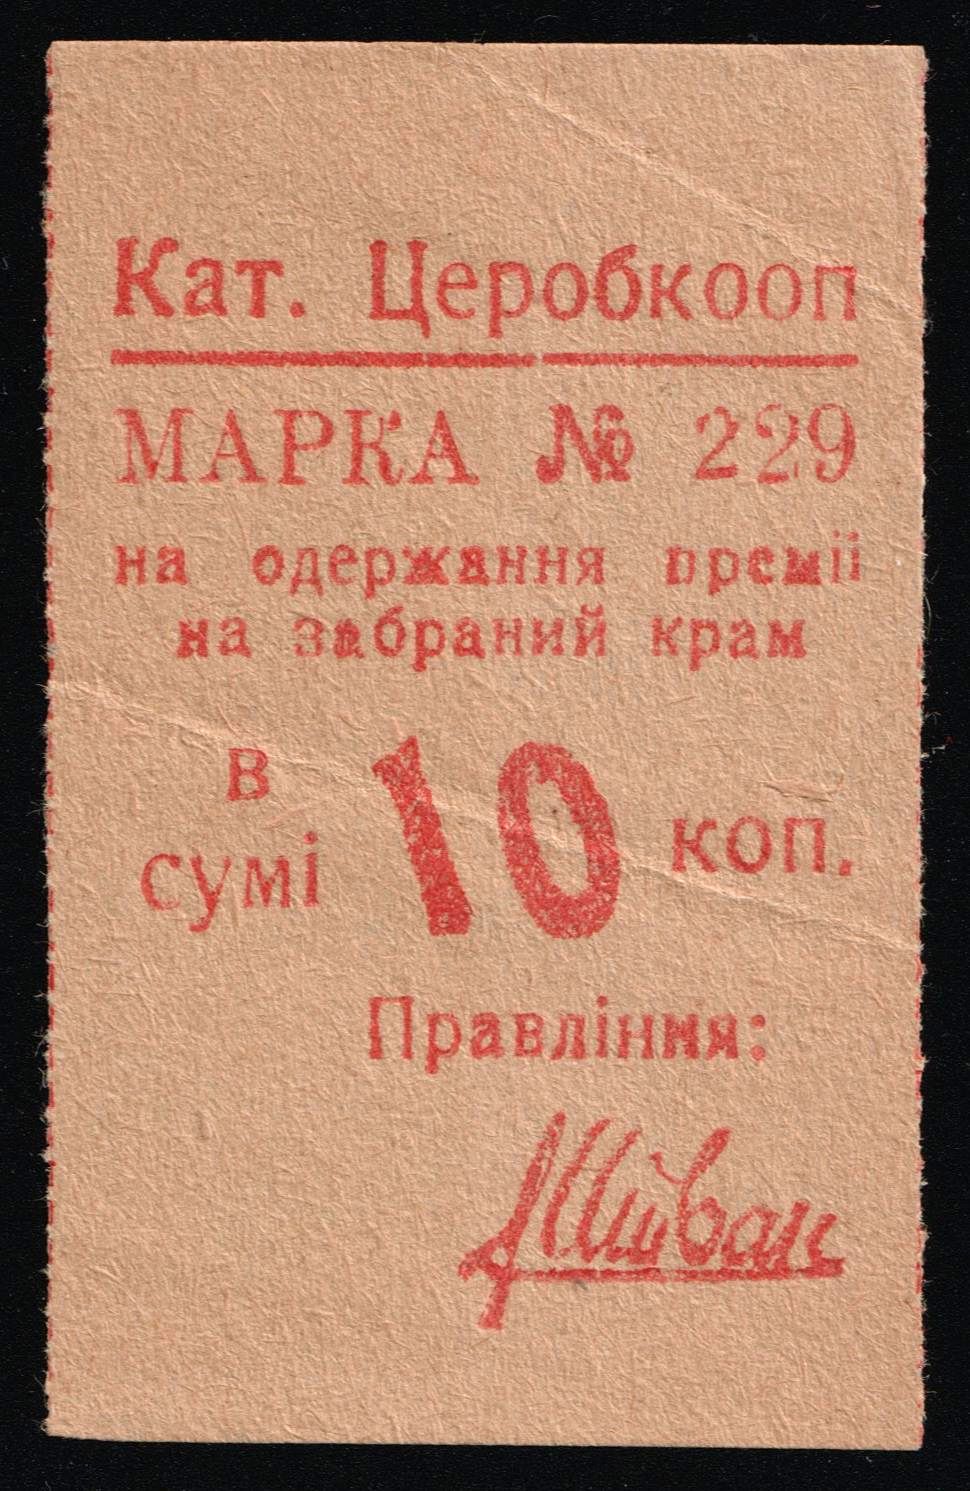 Кат. Церобкооп
МАРКА № 229
на одержання премії
на забраний крам
в
сумі 10 коп.
Правління: